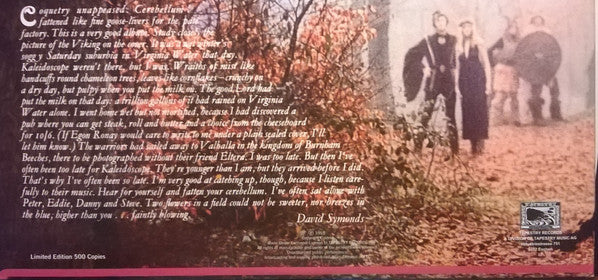 Coquetry unappeased: Cerebellums
fattened like fine goose-livers for the pate
factory. This is a very good album. Study closely the
picture of the Viking on the cover. It was a wet winter's
soggy Saturday suburbia in Virginia Water that day.
Kaleidoscope weren't there, but I was. Wraiths of mist like
handcuffs round chameleon trees, leaves like cornflakes – crunchy on
a dry day, but pulpy when you put the milk on. The good Lord had
put the milk on that day: a trillion gallons of it had rained on Virginia
Water alone. I went home wet but not mortified, because I had discovered a
pub where you can get steak, roll and butter and a choice from the cheeseboard
for 10/6. (If Egon Ronay would care to write to me under a plain sealed cover, I'll
let him know.) The warriors had sailed away to Valhalla in the kingdom of Burnham
Beeches, there to be photographed without their friend Eltera. I was too late. But then I've
often been too late for Kaleidoscope. They're younger than I am, but they arrived before I did.
That's why I've often been so late. I'm very good at catching up, though, because I listen care-
fully to their music. Hear for yourself and fatten your cerebellum. I've often sat along with
Peter, Eddie, Danny and Steve. Two flowers in a field could not be sweeter, nor breezes in
the blue; higher than you . . . faintly blowing.
David Symonds
Limited Edition 500 Copies
TAPESTRY RECORDS
A DIVISION OF TAPESTRY MUSIC AG